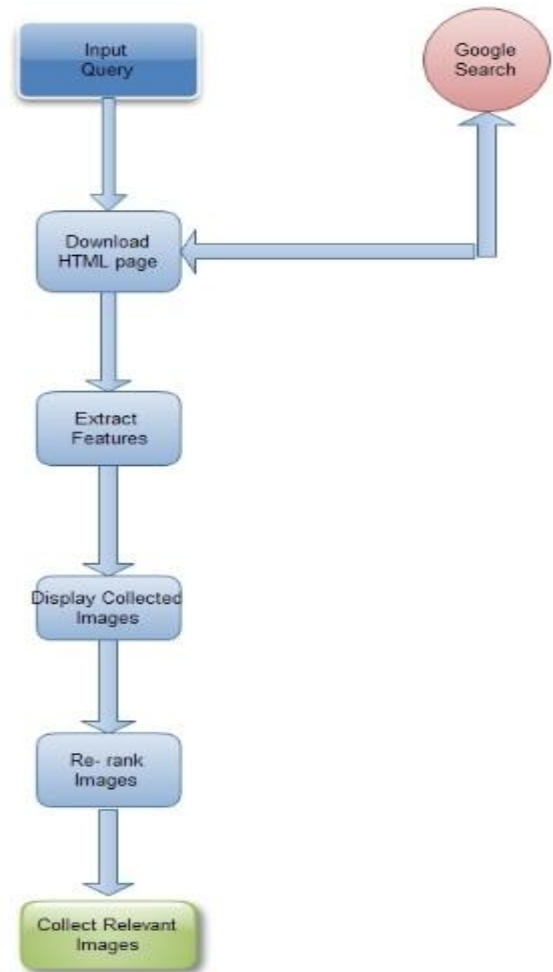 Input
Query
Google
Search
Download
HTML page
Extract
Features
Display Collected
Images
Re- rank
Images
Collect Relevant
Images